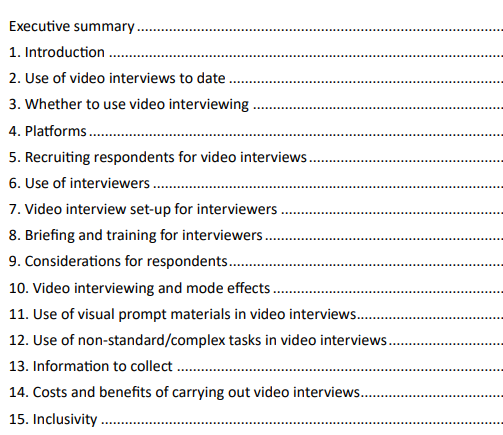 Executive summary
1. Introduction
2. Use of video interviews to date
3. Whether to use video interviewing
4. Platforms
5. Recruiting respondents for video interviews
6. Use of interviewers
7. Video interview set-up for interviewers
8. Briefing and training for interviewers
9. Considerations for respondents
10. Video interviewing and mode effects
11. Use of visual prompt materials in video interviews
12. Use of non-standard/complex tasks in video interviews
13. Information to collect
14. Costs and benefits of carrying out video interviews
15. Inclusivity